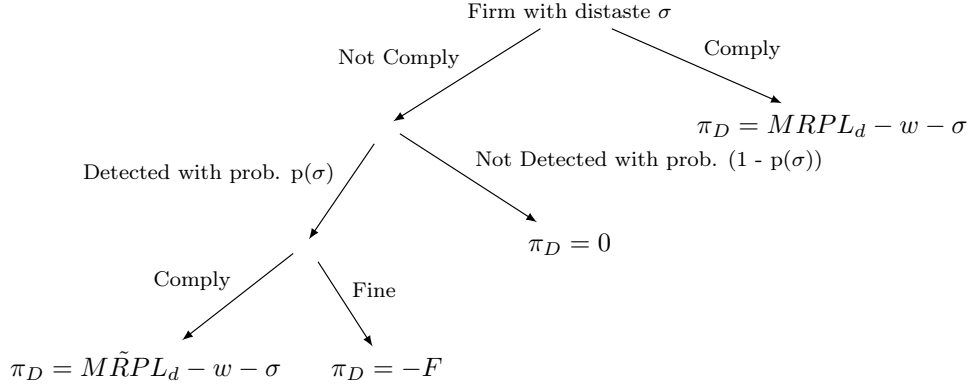 Firm with distaste σ
Not Comply
Comply
π_D = MRPL_d − w − σ
Detected with prob. p(σ)
Not Detected with prob. (1 - p(σ))
π_D = 0
Comply
Fine
π_D = MR̃PL_d − w − σ
π_D = −F